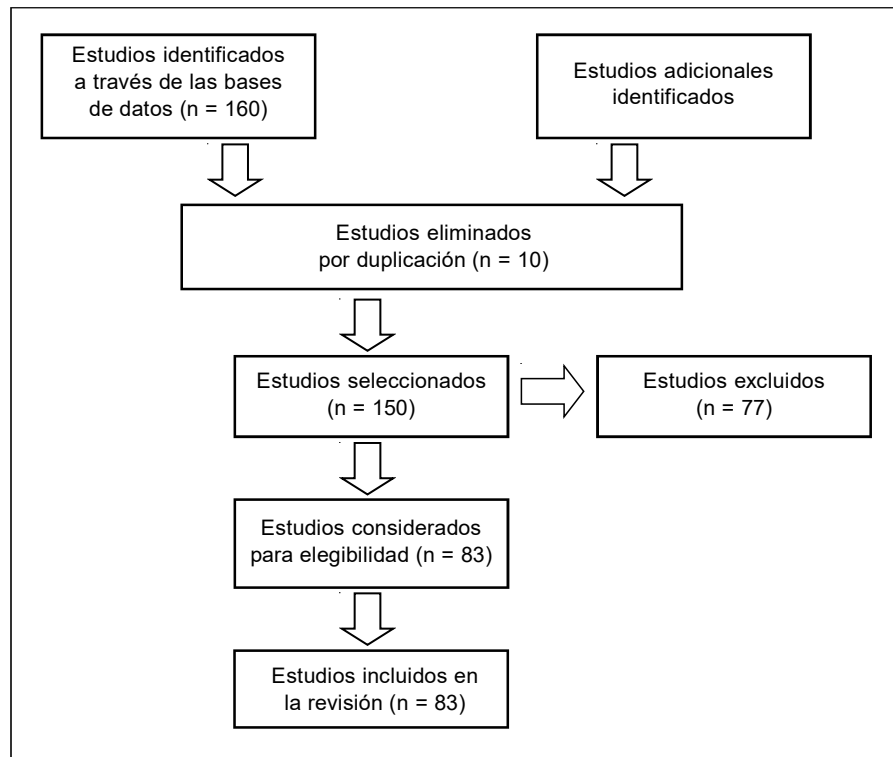 Estudios identificados
a través de las bases
de datos (n = 160)
Estudios adicionales
identificados
Estudios eliminados
por duplicación (n = 10)
Estudios seleccionados
(n = 150)
Estudios excluidos
(n = 77)
Estudios considerados
para elegibilidad (n = 83)
Estudios incluidos en
la revisión (n = 83)